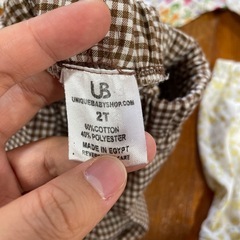 UB
UNIQUEBABYSHOP.COM
2T
60% COTTON
40% POLYESTER
MADE IN EGYPT